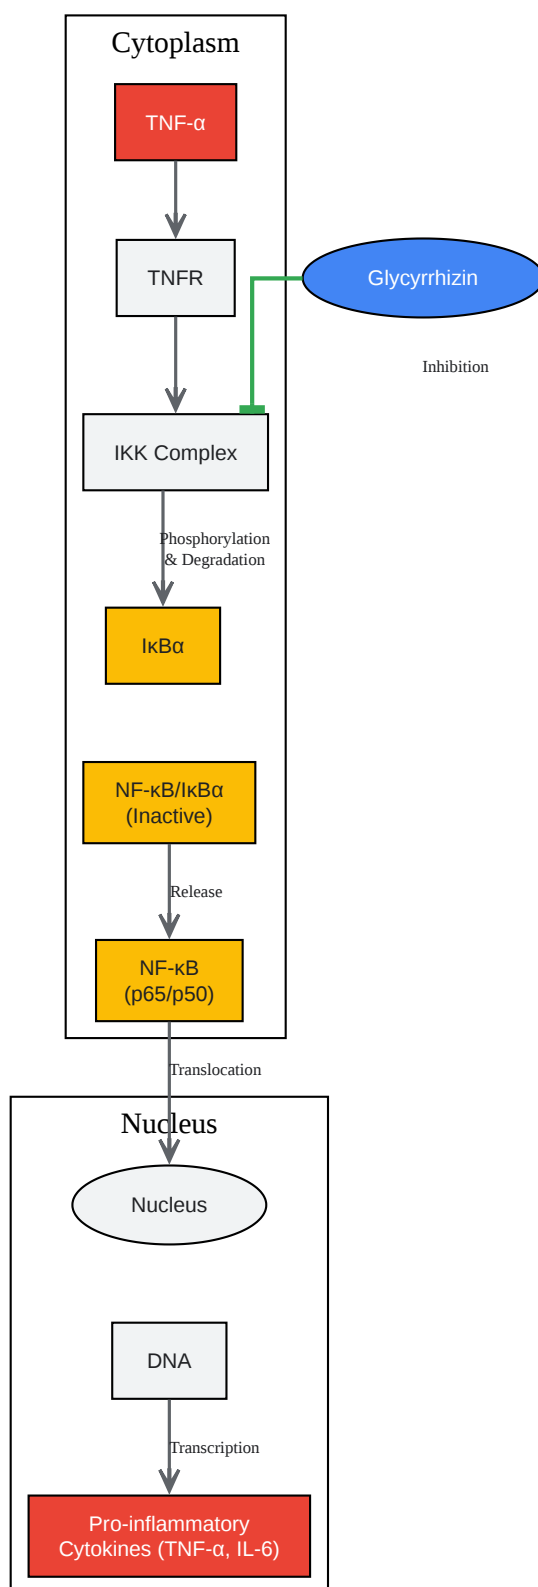 Cytoplasm
TNF-α
TNFR
Glycyrrhizin
Inhibition
IKK Complex
Phosphorylation
& Degradation
IκBα
NF-κB/IκBα
(Inactive)
Release
NF-κB
(p65/p50)
Translocation
Nucleus
Nucleus
DNA
Transcription
Pro-inflammatory
Cytokines (TNF-α, IL-6)